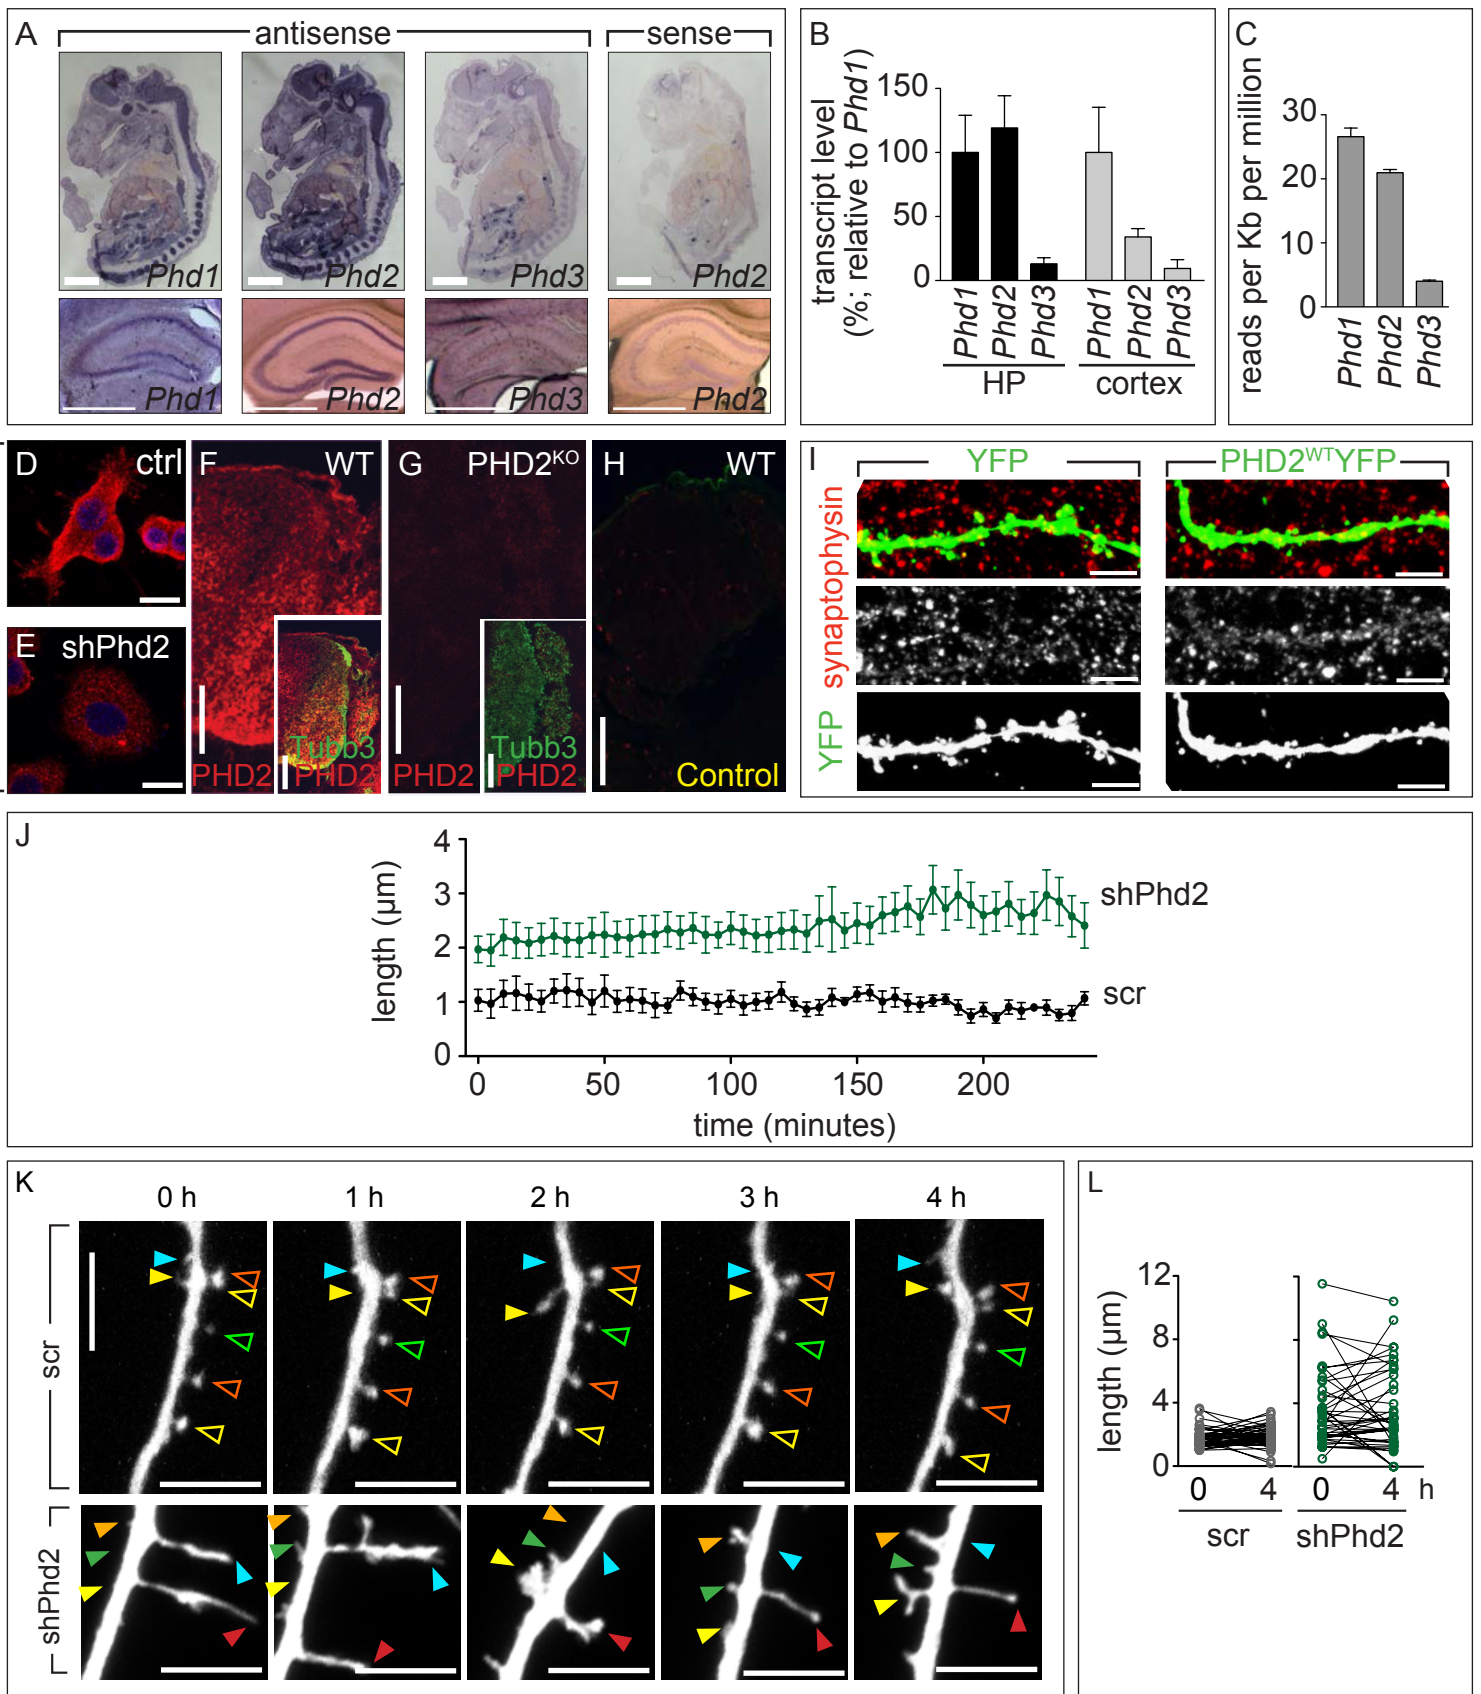 A
antisense
sense
Phd1
Phd2
Phd3
Phd2
Phd1
Phd2
Phd3
Phd2
B
transcript level
(%; relative to Phd1)
150
100
50
0
Phd1
Phd2
Phd3
Phd1
Phd2
Phd3
HP
cortex
C
reads per Kb per million
30
20
10
0
Phd1
Phd2
Phd3
D
ctrl
E
shPhd2
F
WT
PHD2
Tubb3
PHD2
G
PHD2KO
PHD2
Tubb3
PHD2
H
WT
Control
I
YFP
PHD2WTYFP
synaptophysin
YFP
J
length (µm)
4
3
2
1
0
shPhd2
scr
0
50
100
150
200
time (minutes)
K
0 h
1 h
2 h
3 h
4 h
scr
shPhd2
L
length (µm)
12
8
4
0
0
4
0
4
h
scr
shPhd2